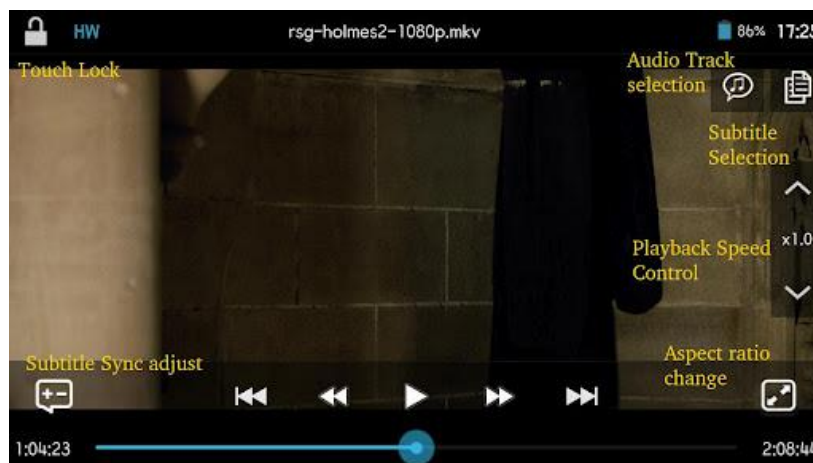 HW rsg-holmes2-1080p.mkv 86% 17:25
Touch Lock
Audio Track
selection
Subtitle
Selection
x1.0
Playback Speed
Control
Subtitle Sync adjust
Aspect ratio
change
1:04:23 2:08:44